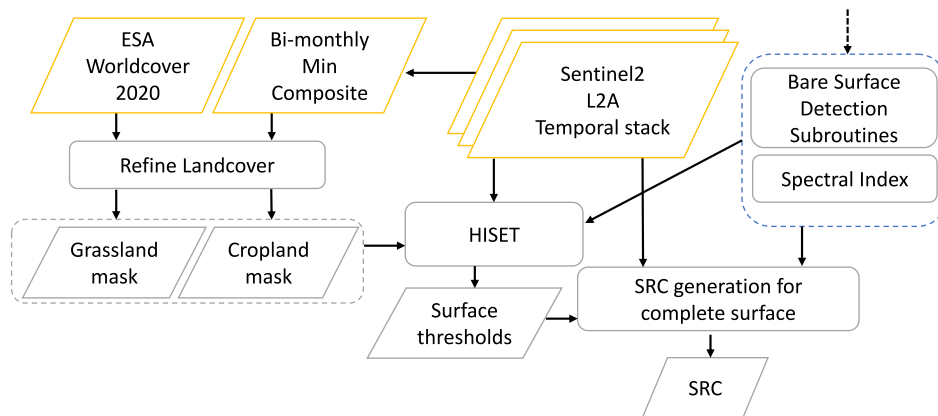 ESA
Worldcover
2020
Bi-monthly
Min
Composite
Sentinel2
L2A
Temporal stack
Bare Surface
Detection
Subroutines
Spectral Index
Refine Landcover
Grassland
mask
Cropland
mask
HISET
Surface
thresholds
SRC generation for
complete surface
SRC